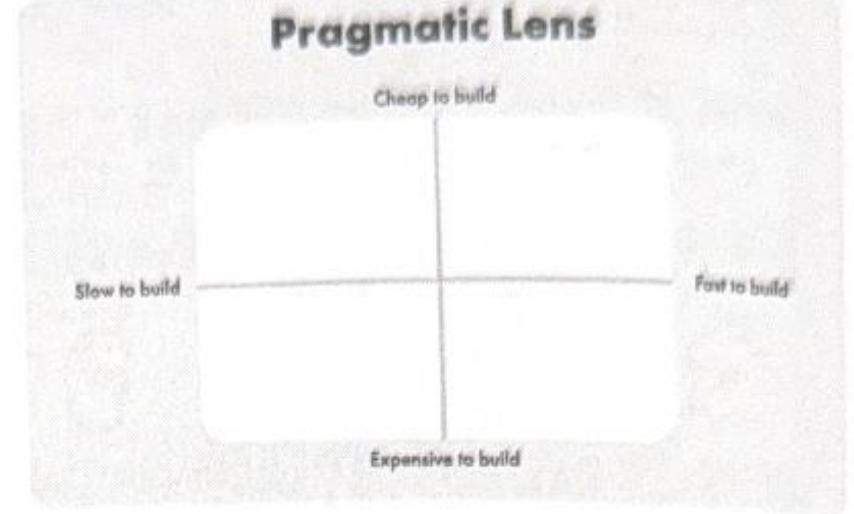 Pragmatic Lens
Cheap to build
Slow to build
Fast to build
Expensive to build